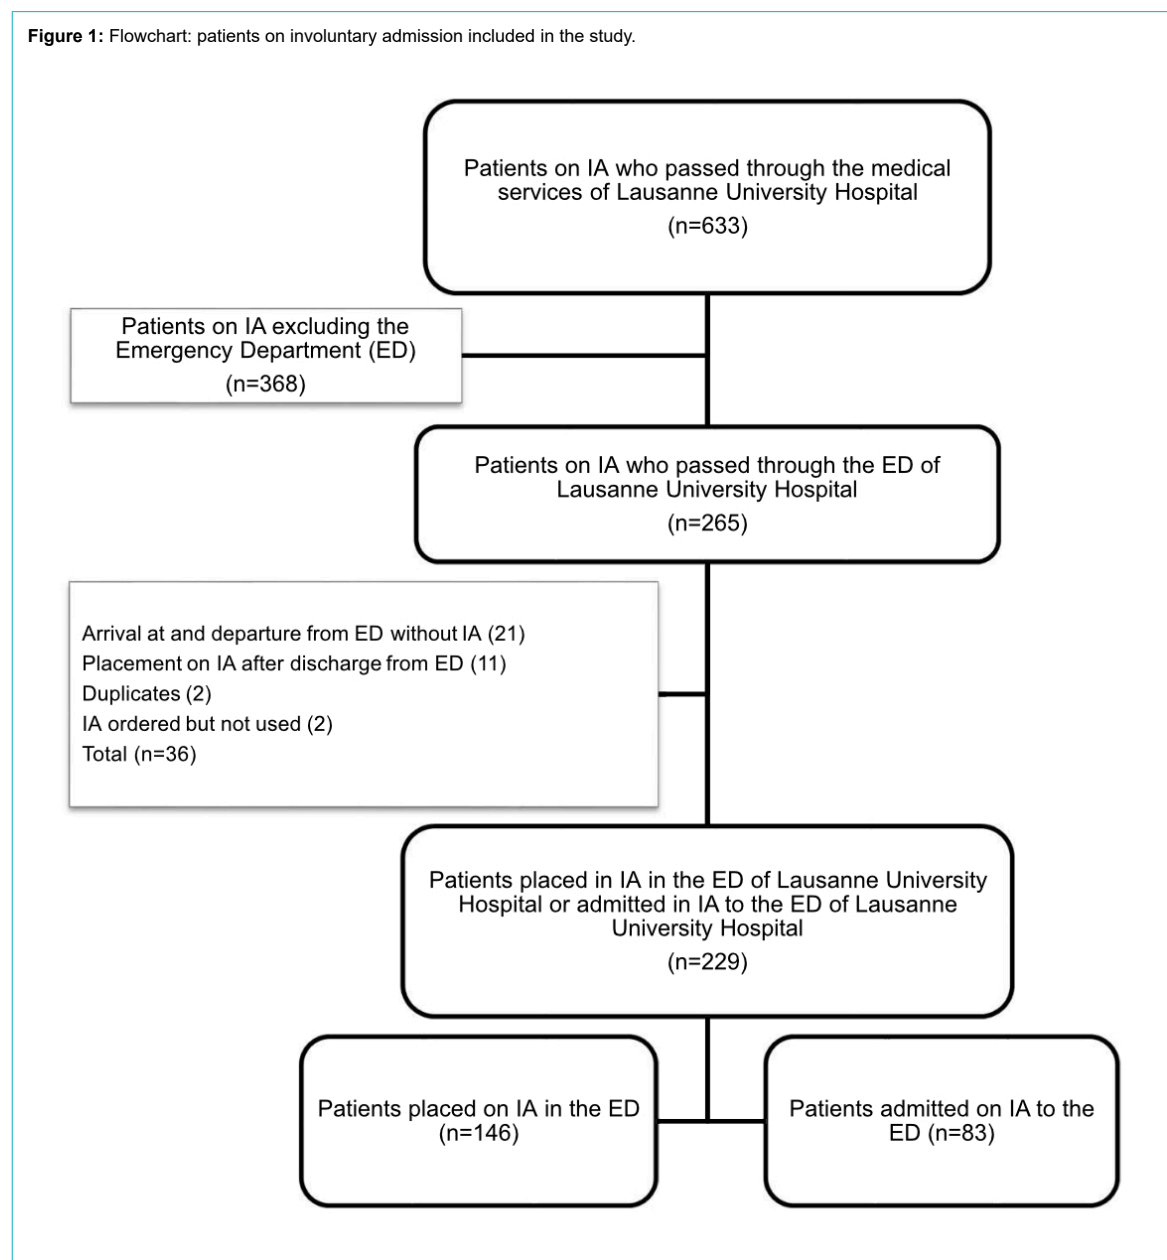 Figure 1: Flowchart: patients on involuntary admission included in the study.
Patients on IA who passed through the medical
services of Lausanne University Hospital
(n=633)
Patients on IA excluding the
Emergency Department (ED)
(n=368)
Patients on IA who passed through the ED of
Lausanne University Hospital
(n=265)
Arrival at and departure from ED without IA (21)
Placement on IA after discharge from ED (11)
Duplicates (2)
IA ordered but not used (2)
Total (n=36)
Patients placed in IA in the ED of Lausanne University
Hospital or admitted in IA to the ED of Lausanne
University Hospital
(n=229)
Patients placed on IA in the ED
(n=146)
Patients admitted on IA to the
ED (n=83)